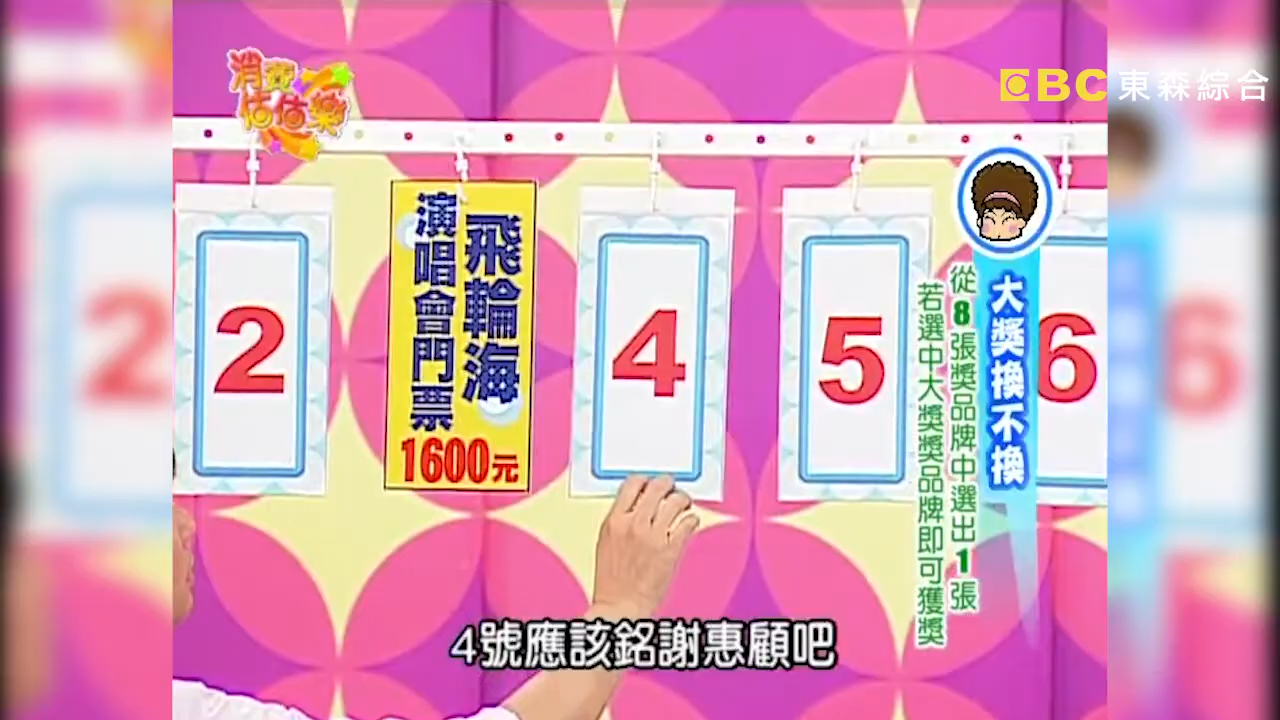 消費
估估樂
EBC 東森綜合
2
飛輪海
演唱會門票
1600元
4
5
6
大獎換不換
從8張獎品牌中選出1張
若選中大獎獎品牌即可獲獎
4號應該銘謝惠顧吧